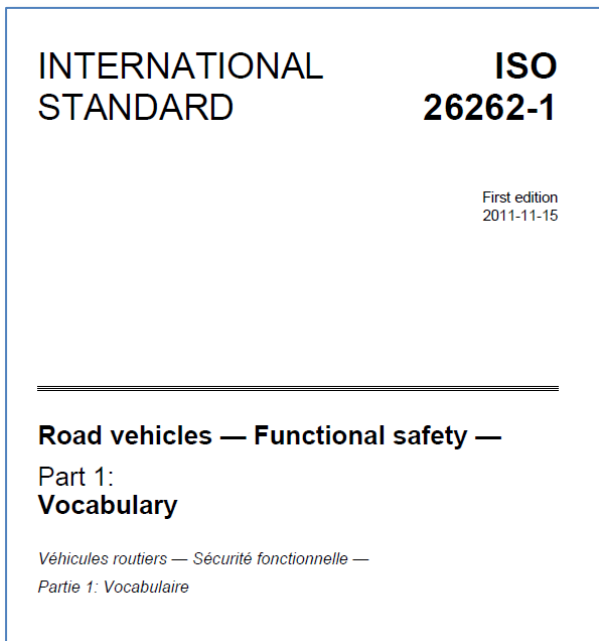 INTERNATIONAL STANDARD
ISO 26262-1
First edition
2011-11-15
Road vehicles — Functional safety —
Part 1:
Vocabulary
Véhicules routiers — Sécurité fonctionnelle —
Partie 1: Vocabulaire